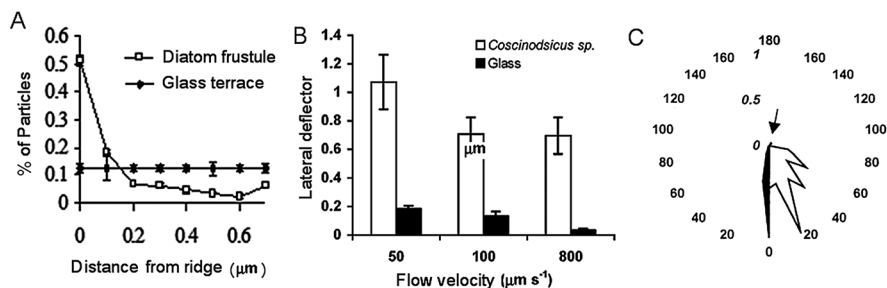 A
% of Particles
0.6
0.5
0.4
0.3
0.2
0.1
0
Diatom frustule
Glass terrace
0 0.2 0.4 0.6
Distance from ridge (μm)
B
Lateral deflector
1.4
1.2
1
0.8
0.6
0.4
0.2
0
Coscinodsicus sp.
Glass
μm
50 100 800
Flow velocity (μm s-1)
C
180
160 1 160
140 140
120 0.5 120
100 100
0
80 80
60 60
40 40
20 20
0